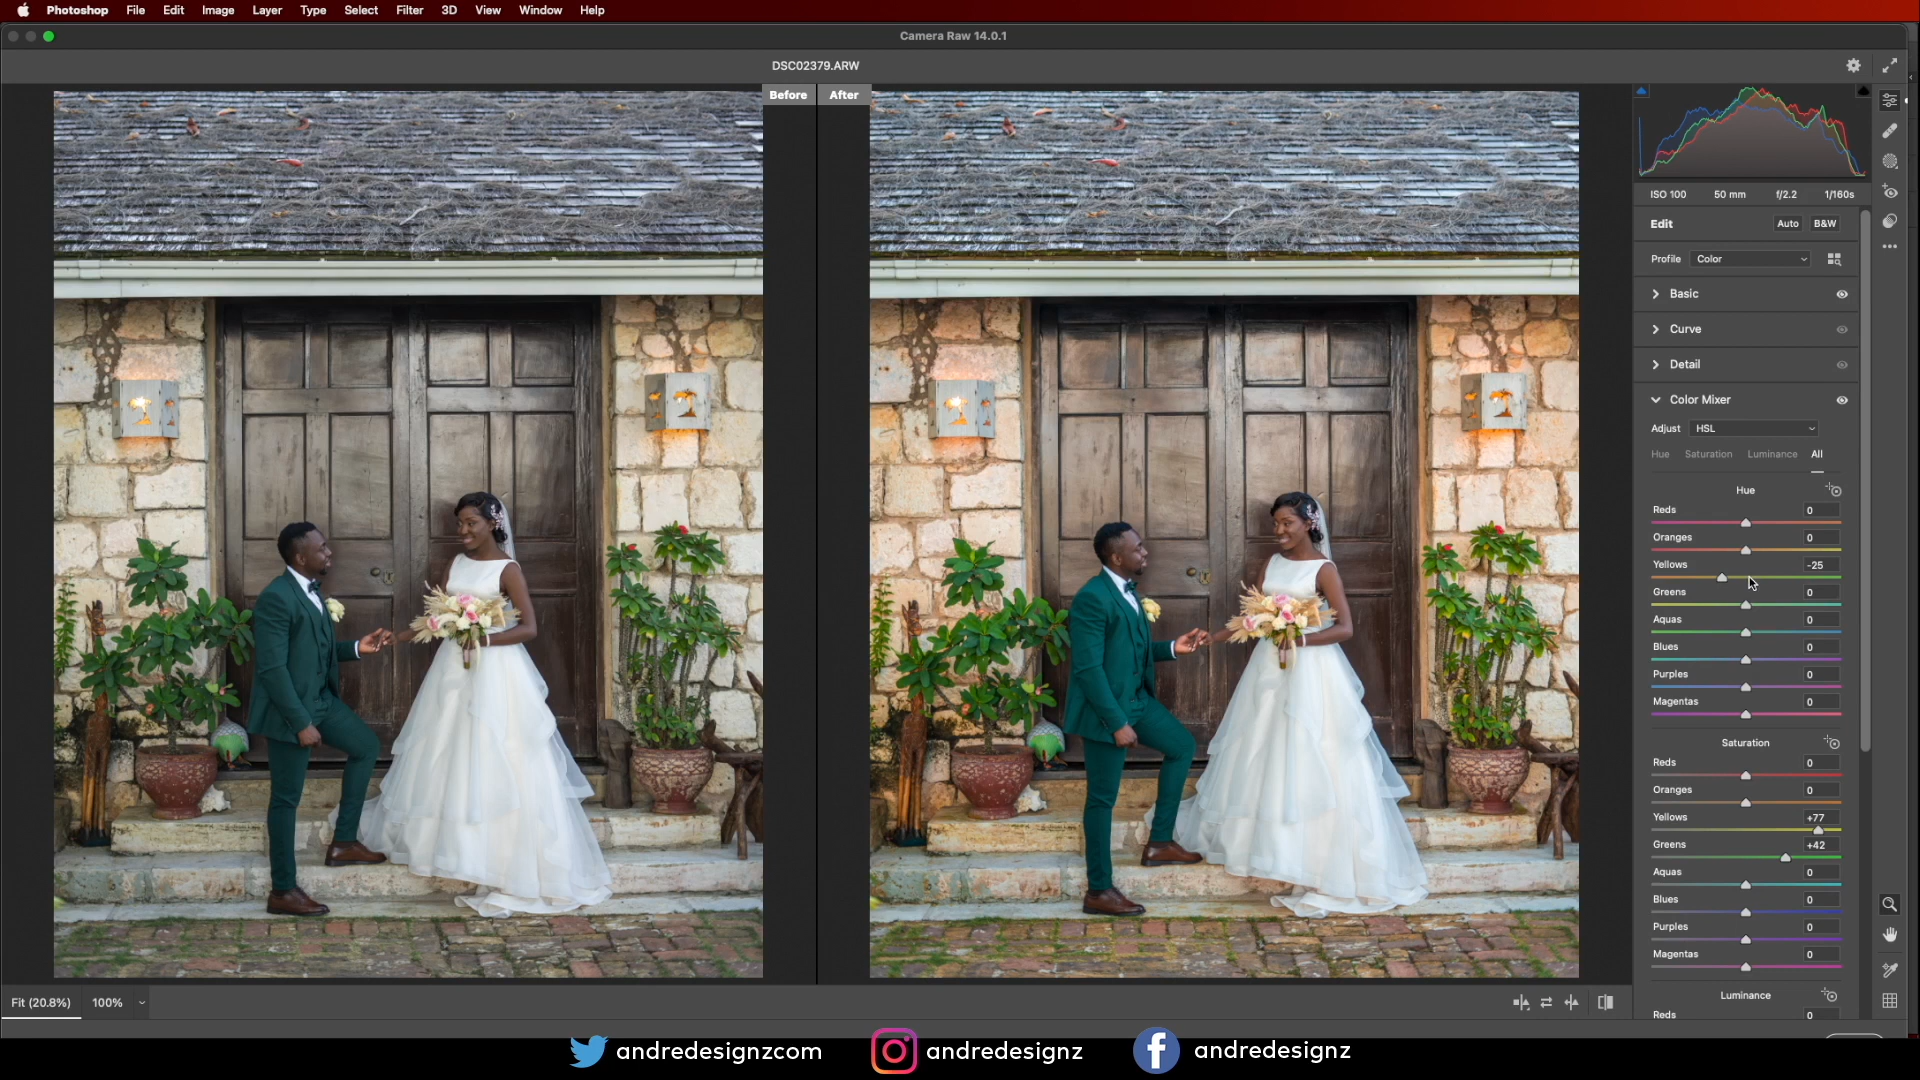 Photoshop File Edit Image Layer Type Select Filter 3D View Window Help
Camera Raw 14.0.1
DSC02379.ARW
Before After
ISO 100 50 mm f/2.2 1/160s
Edit Auto B&W
Profile Color
Basic
Curve
Detail
Color Mixer
Adjust HSL
Hue Saturation Luminance All
Hue
Reds 0
Oranges 0
Yellows -25
Greens 0
Aquas 0
Blues 0
Purples 0
Magentas 0
Saturation
Reds 0
Oranges 0
Yellows +77
Greens +42
Aquas 0
Blues 0
Purples 0
Magentas 0
Luminance
Reds 0
Fit (20.8%) 100%
andredesignzcom andredesignz andredesignz